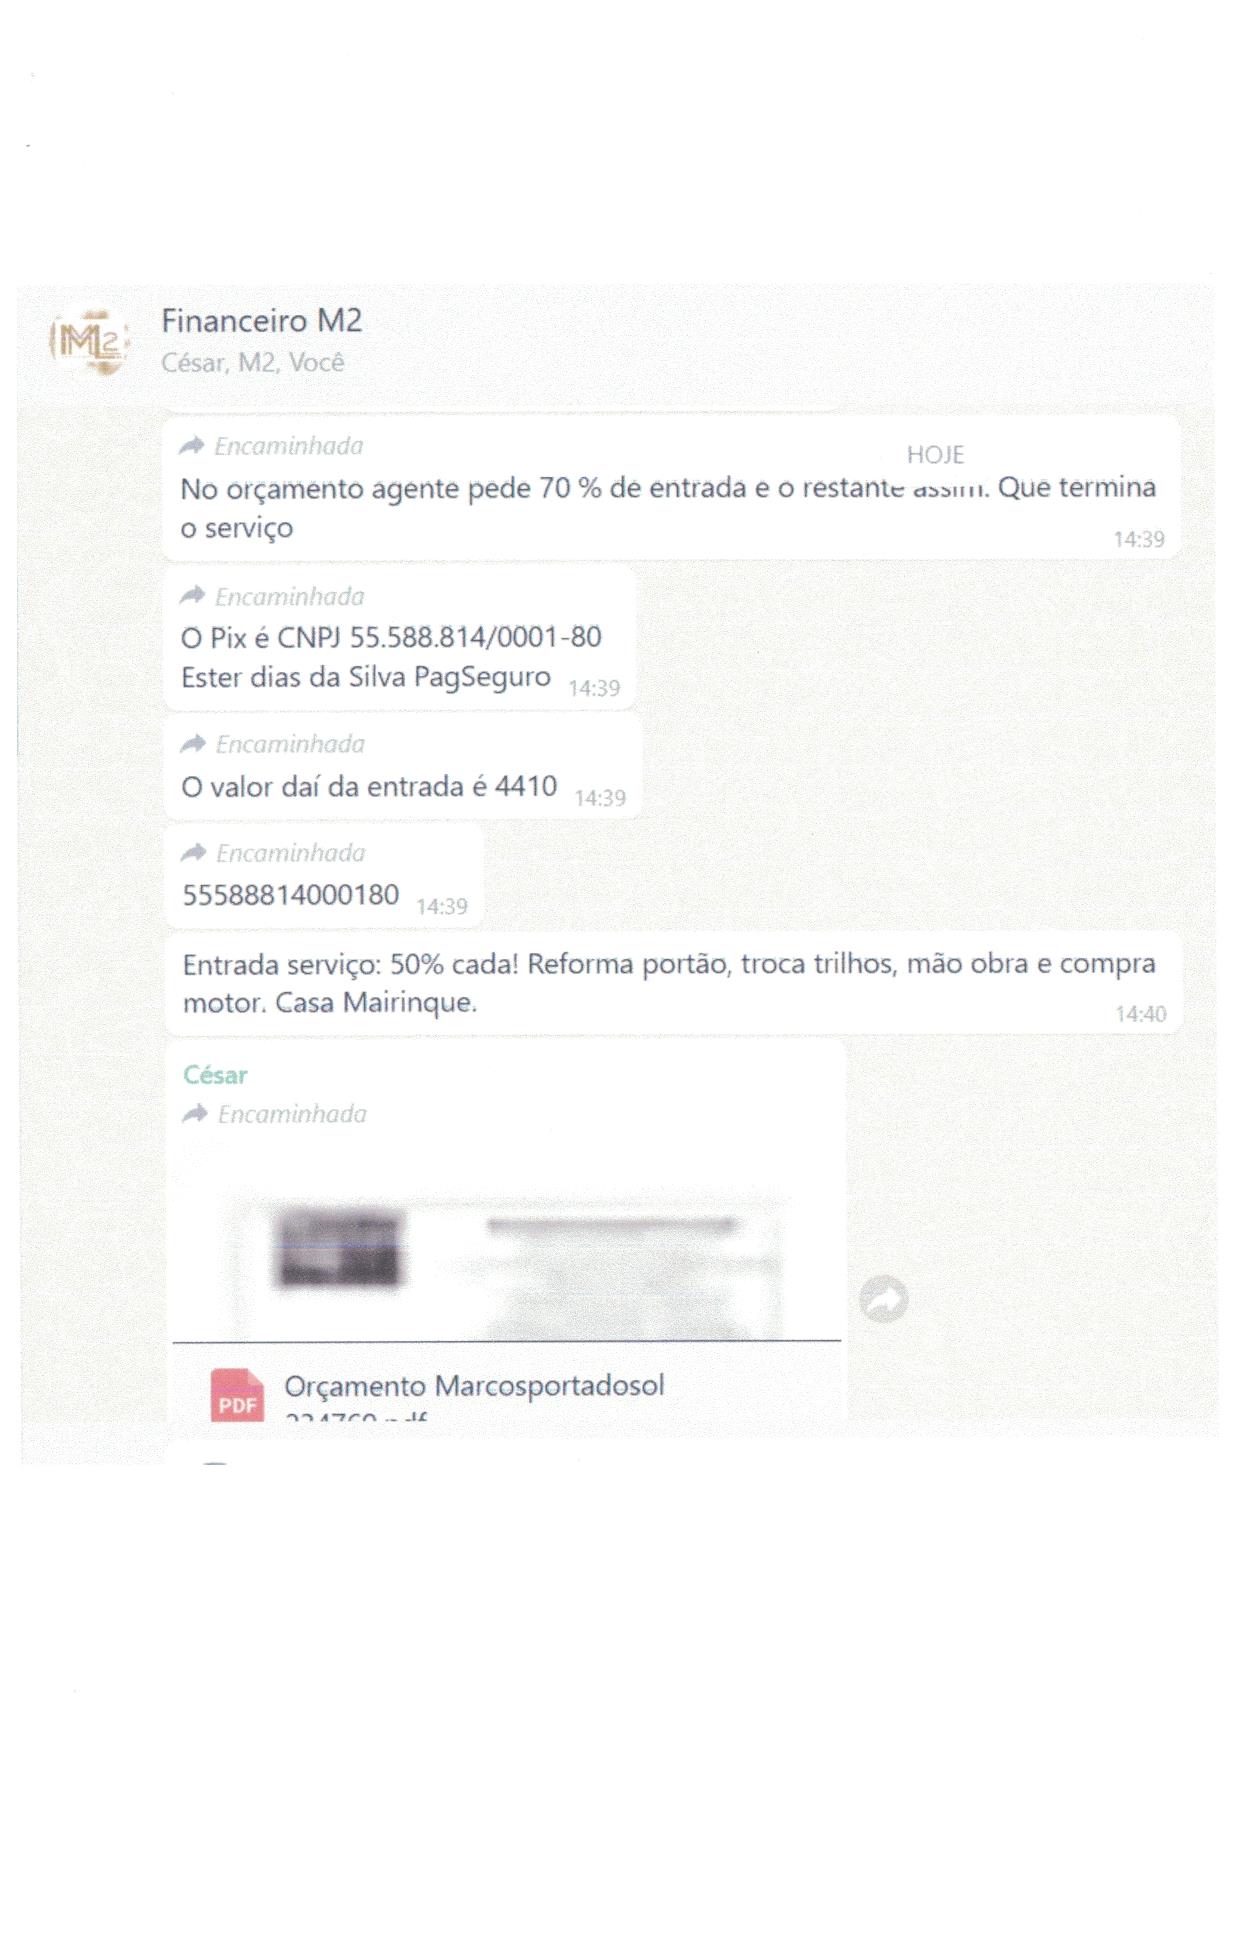 M2
Financeiro M2
César, M2, Você
Encaminhada
HOJE
No orçamento agente pede 70 % de entrada e o restante assim. Que termina
o serviço
14:39
Encaminhada
O Pix é CNPJ 55.588.814/0001-80
Ester dias da Silva PagSeguro 14:39
Encaminhada
O valor daí da entrada é 4410 14:39
Encaminhada
55588814000180 14:39
Entrada serviço: 50% cada! Reforma portão, troca trilhos, mão obra e compra
motor. Casa Mairinque.
14:40
César
Encaminhada
PDF
Orçamento Marcosportadosol